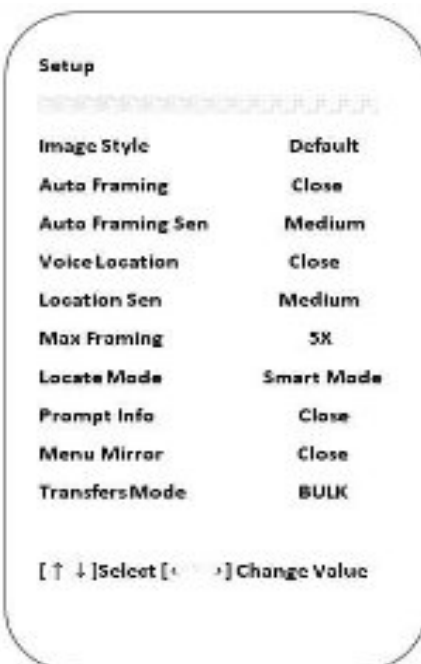 Setup
Image Style Default
Auto Framing Close
Auto Framing Sen Medium
Voice Location Close
Location Sen Medium
Max Framing 5X
Locate Mode Smart Mode
Prompt Info Close
Menu Mirror Close
Transfers Mode BULK
[↑ ↓]Select [← →] Change Value